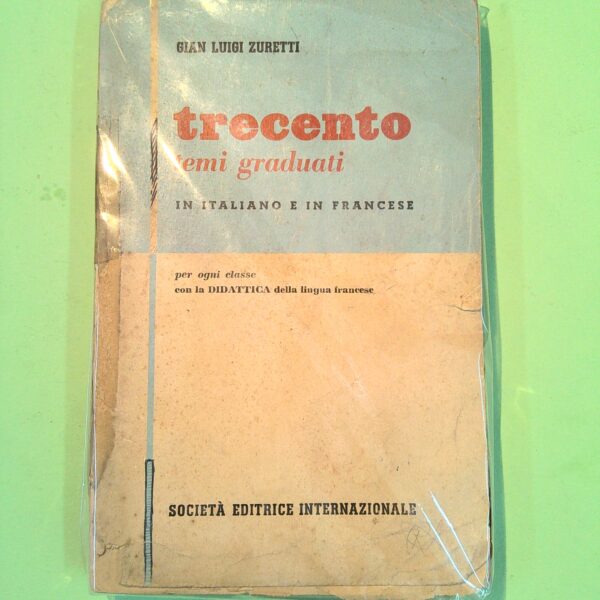 GIAN LUIGI ZURETTI
trecento
temi graduati
IN ITALIANO E IN FRANCESE
per ogni classe
con la DIDATTICA della lingua francese
SOCIETÀ EDITRICE INTERNAZIONALE